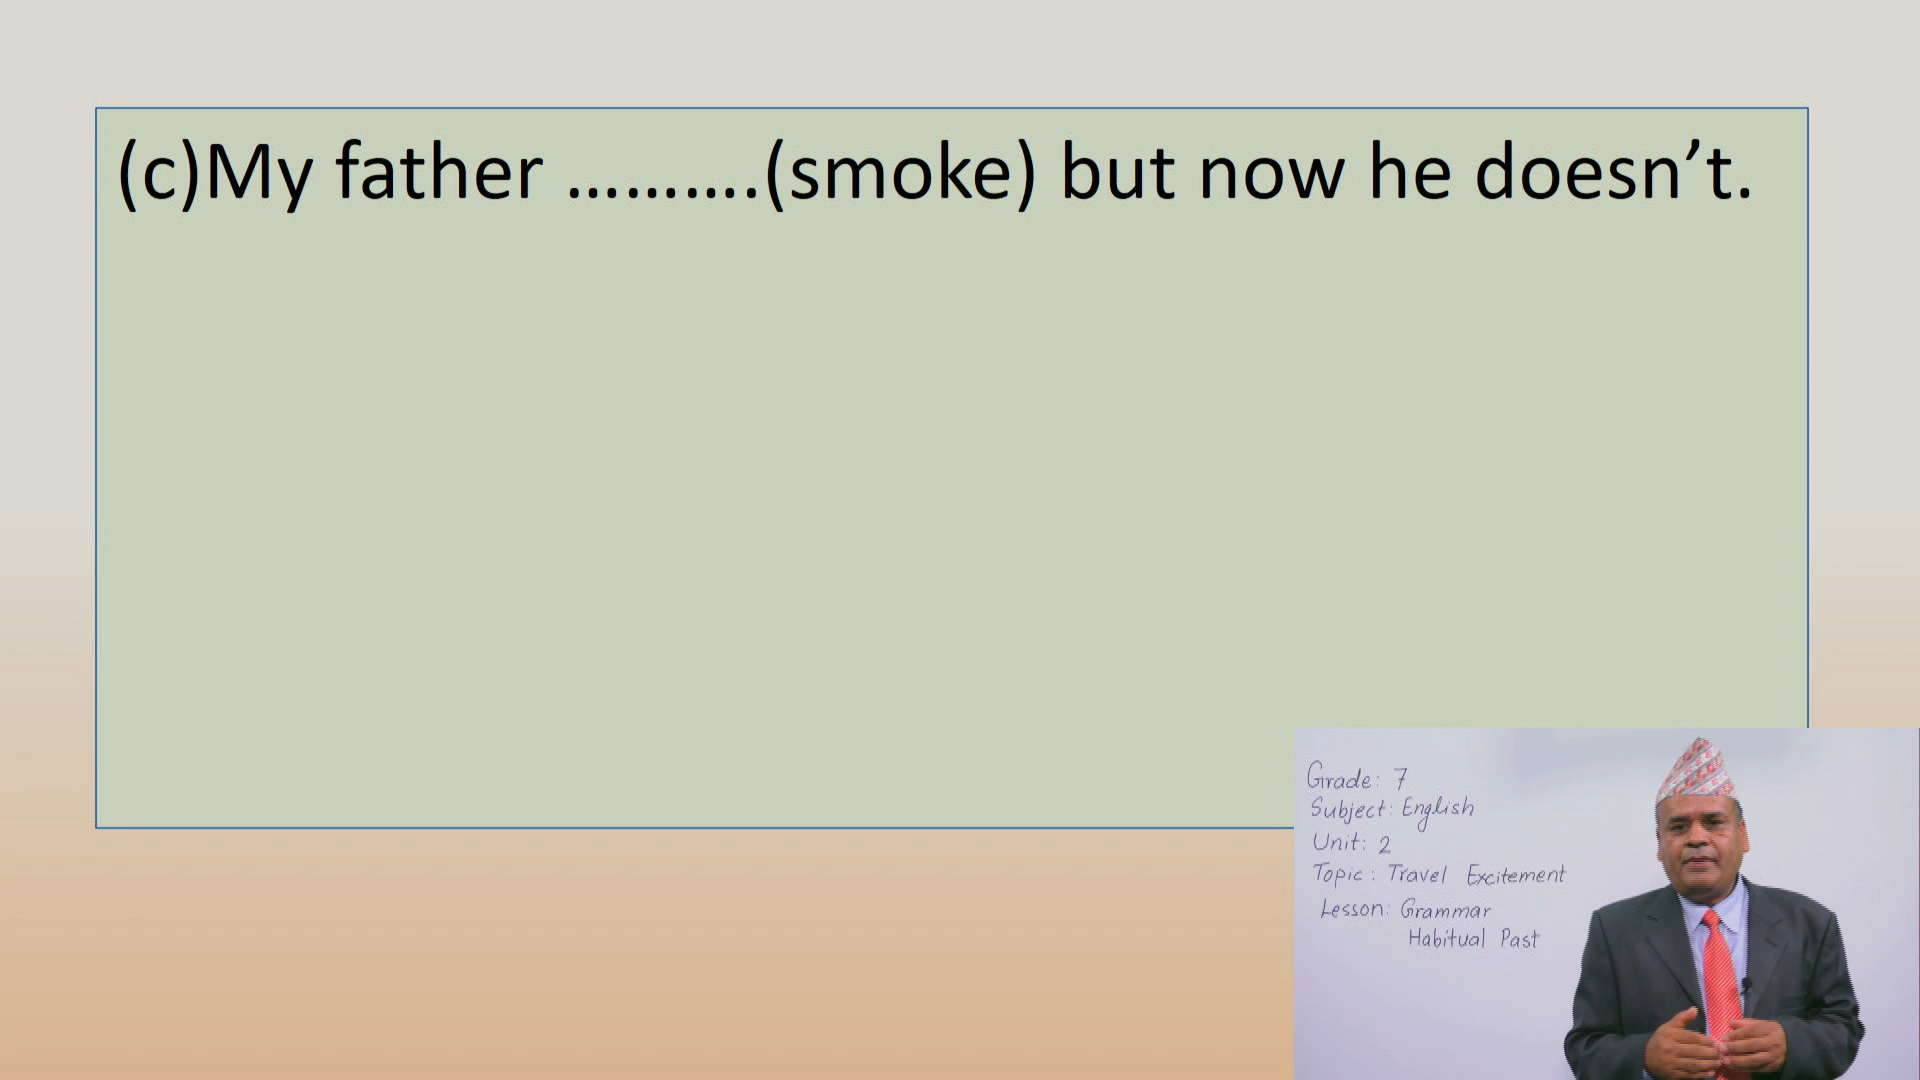 (c)My father ..........(smoke) but now he doesn’t.
Grade: 7
Subject: English
Unit: 2
Topic: Travel Excitement
Lesson: Grammar
Habitual Past